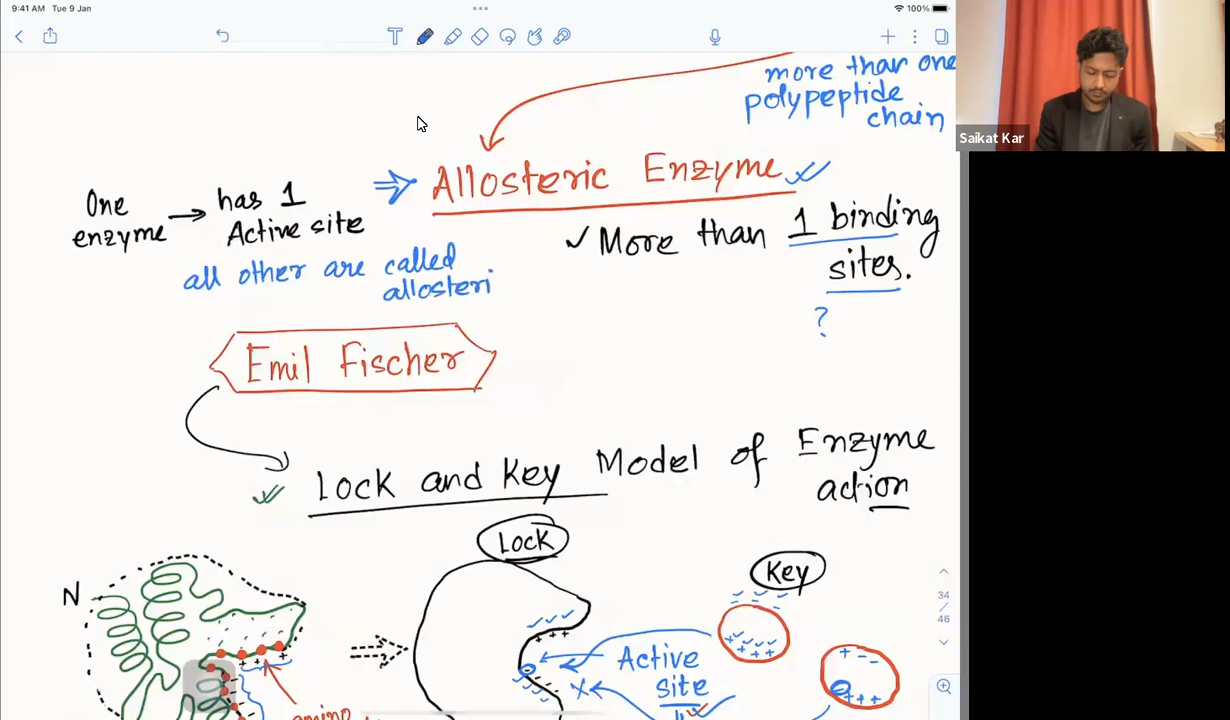 9:41 AM Tue 9 Jan
100%
more than one
polypeptide
chain
Saikat Kar
Allosteric Enzyme
One
enzyme
has 1
Active site
all other are called
allosteri
More than 1 binding
sites.
?
Emil Fischer
Lock and Key Model of Enzyme
action
Lock
Key
N
34
/
46
Active
site
amino